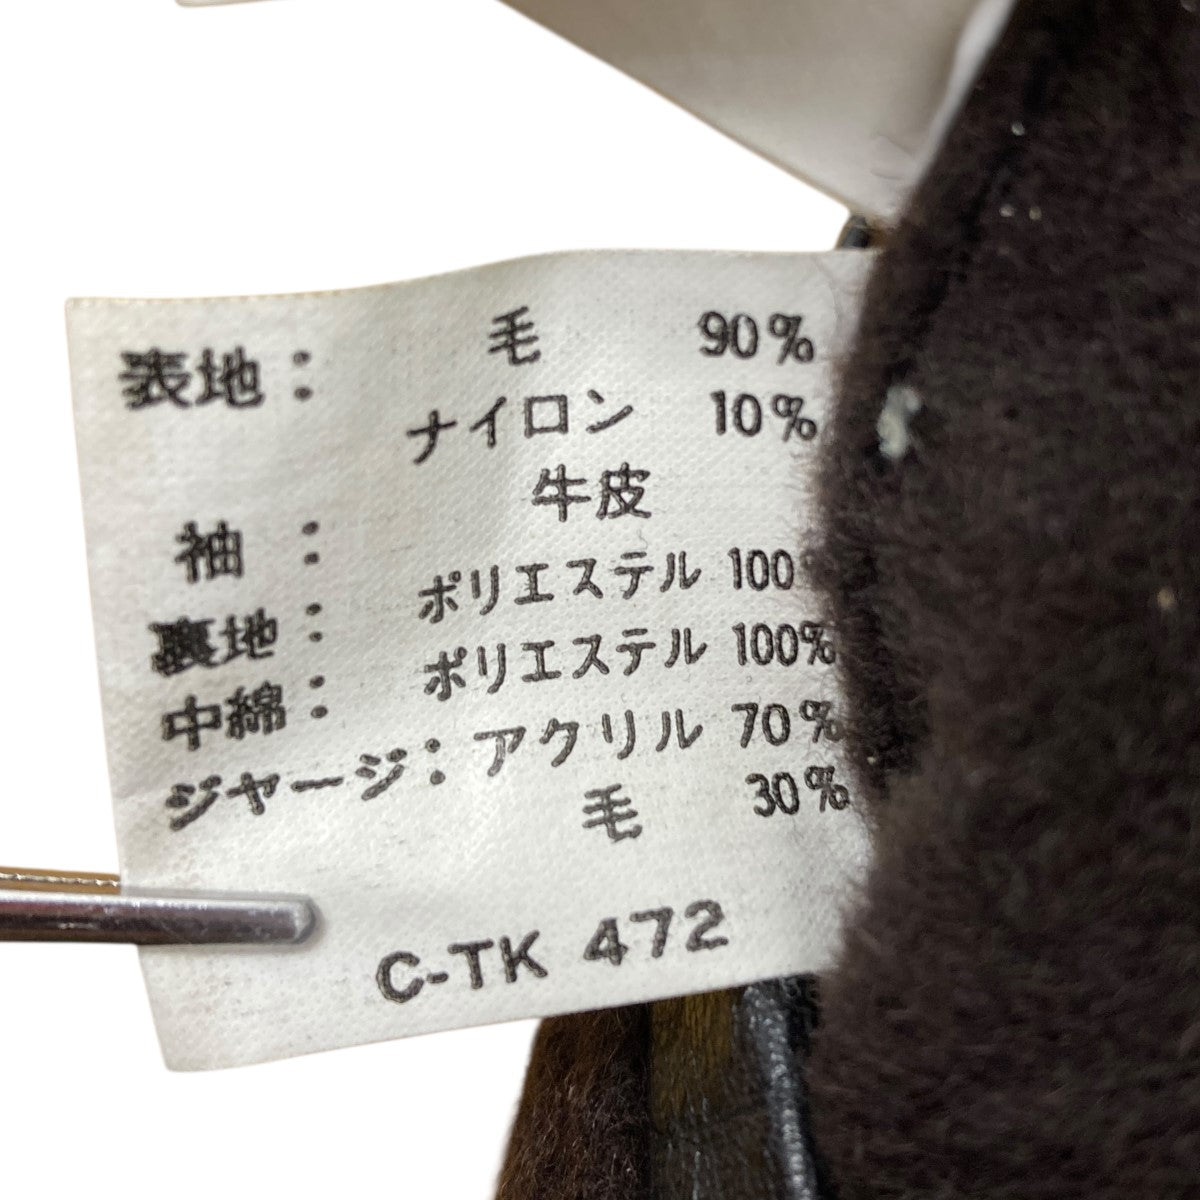 表地: 毛 90%
ナイロン 10%
袖 : 牛皮
裏地: ポリエステル 100%
中綿: ポリエステル 100%
ジャージ: アクリル 70%
毛 30%
C-TK 472